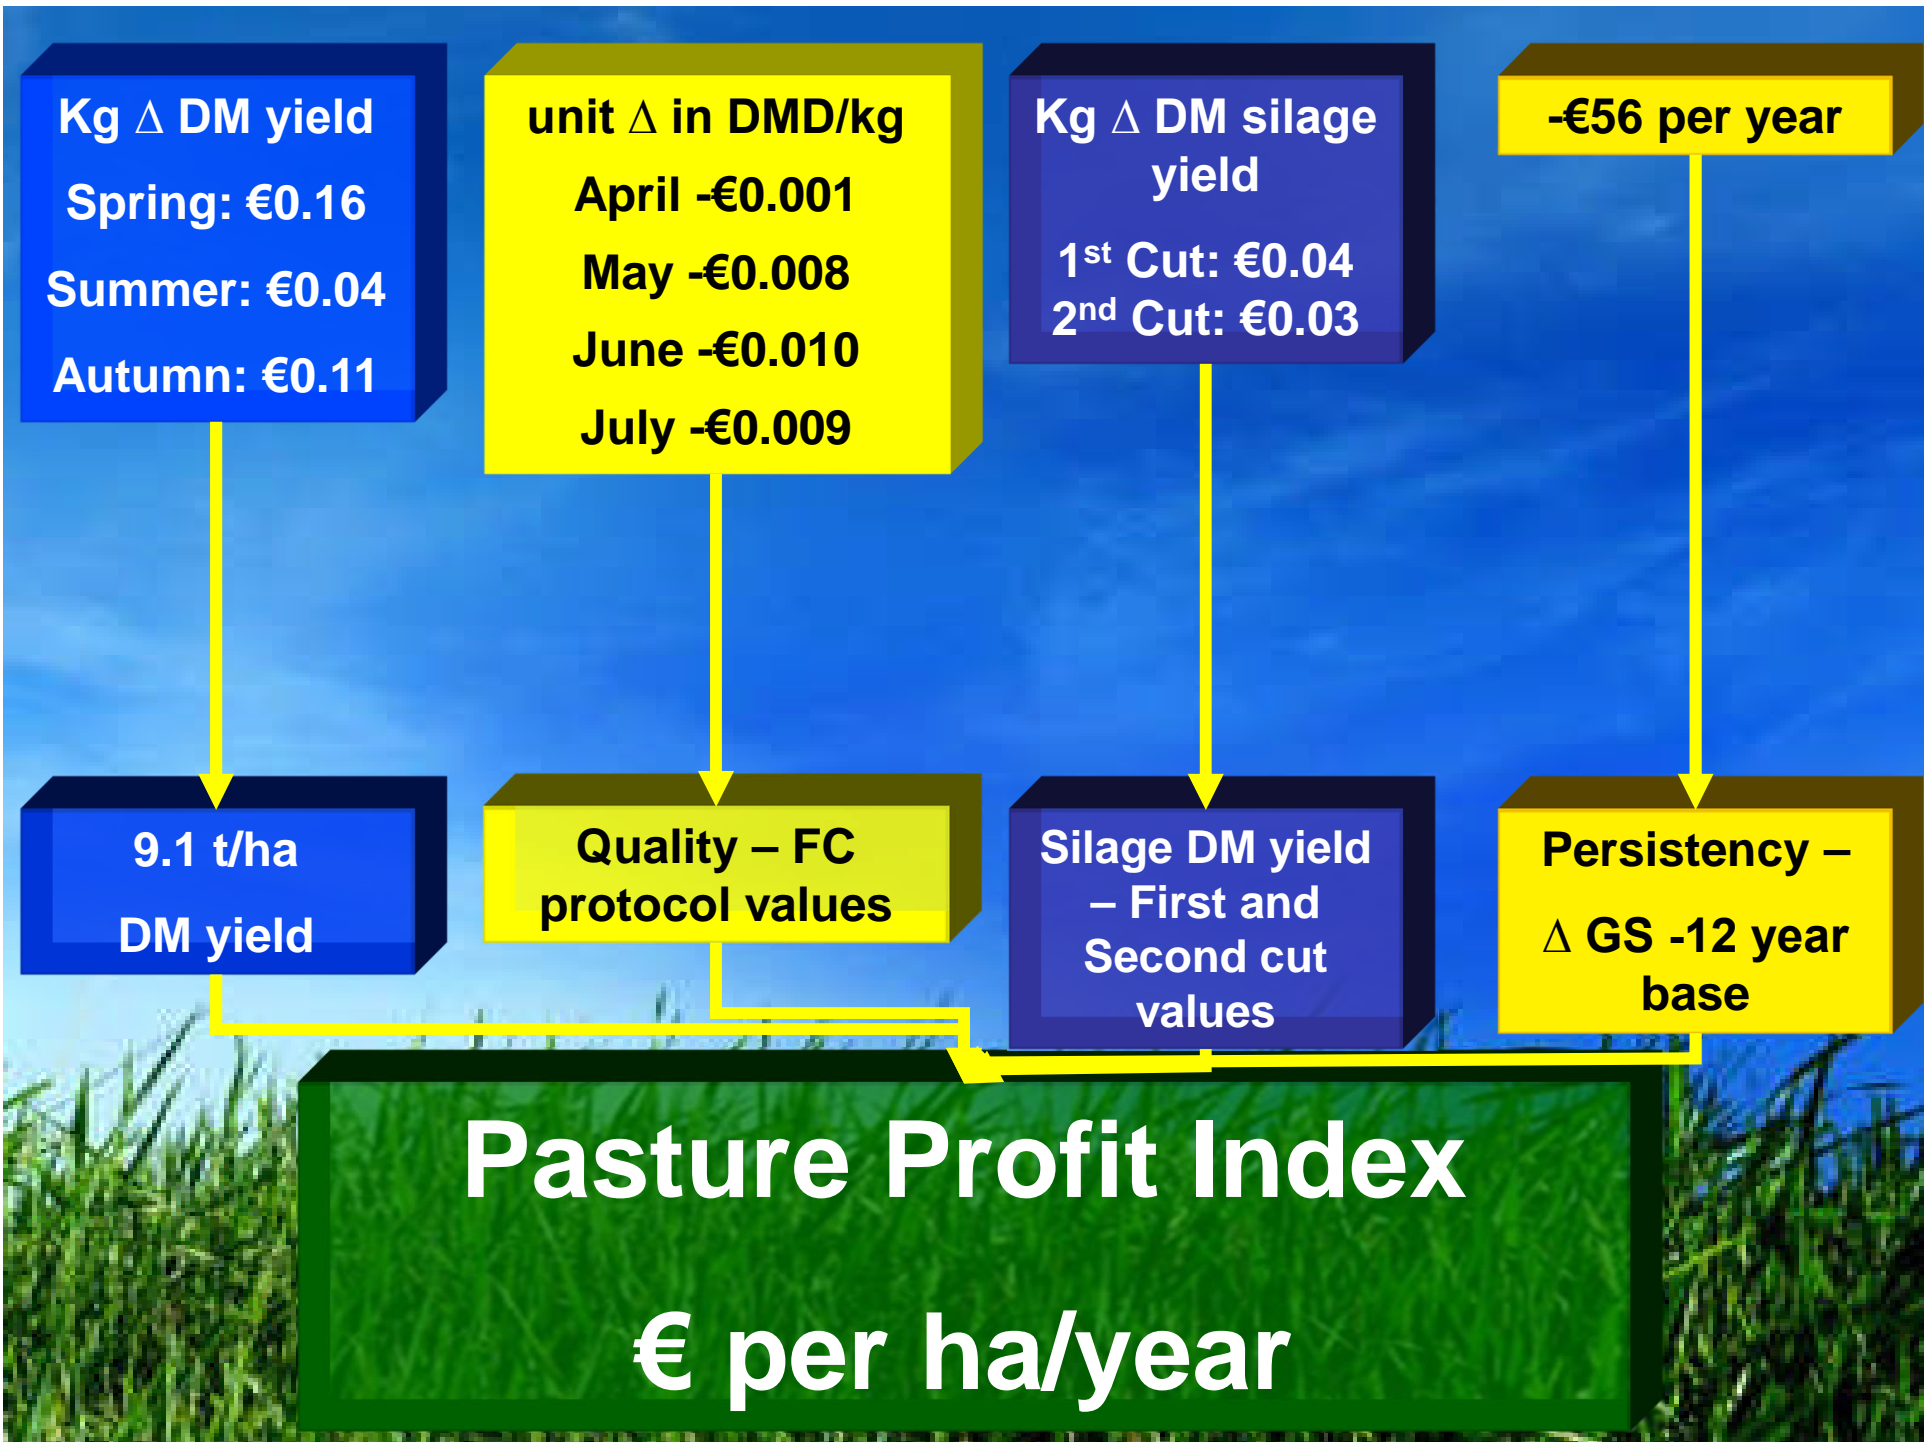 Kg Δ DM yield
Spring: €0.16
Summer: €0.04
Autumn: €0.11
unit Δ in DMD/kg
April -€0.001
May -€0.008
June -€0.010
July -€0.009
Kg Δ DM silage
yield
1st Cut: €0.04
2nd Cut: €0.03
-€56 per year
9.1 t/ha
DM yield
Quality – FC
protocol values
Silage DM yield
– First and
Second cut
values
Persistency –
Δ GS -12 year
base
Pasture Profit Index
€ per ha/year